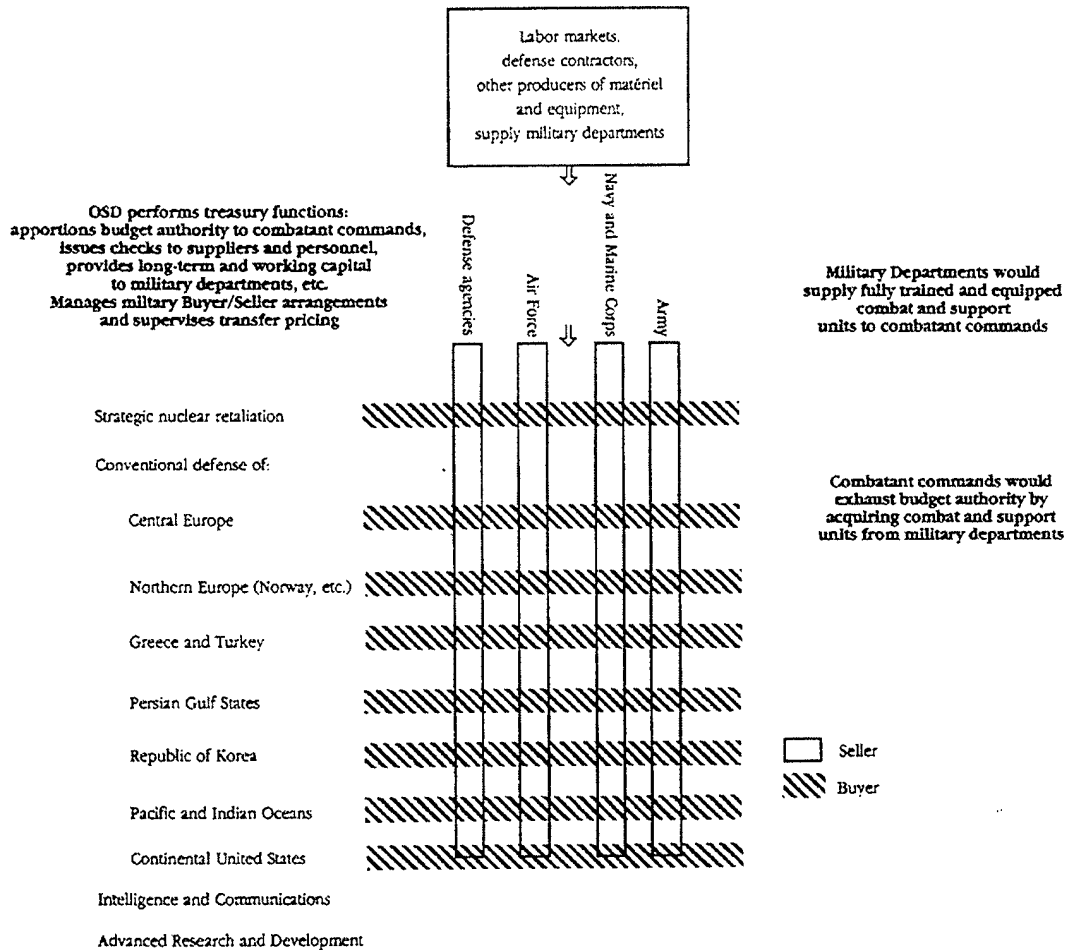 Labor markets,
defense contractors,
other producers of matériel
and equipment,
supply military departments
OSD performs treasury functions:
apportions budget authority to combatant commands,
issues checks to suppliers and personnel,
provides long-term and working capital
to military departments, etc.
Manages military Buyer/Seller arrangements
and supervises transfer pricing
Defense agencies
Air Force
Navy and Marine Corps
Army
Military Departments would
supply fully trained and equipped
combat and support
units to combatant commands
Strategic nuclear retaliation
Conventional defense of:
Central Europe
Northern Europe (Norway, etc.)
Greece and Turkey
Persian Gulf States
Republic of Korea
Pacific and Indian Oceans
Continental United States
Intelligence and Communications
Advanced Research and Development
Combatant commands would
exhaust budget authority by
acquiring combat and support
units from military departments
Seller
Buyer